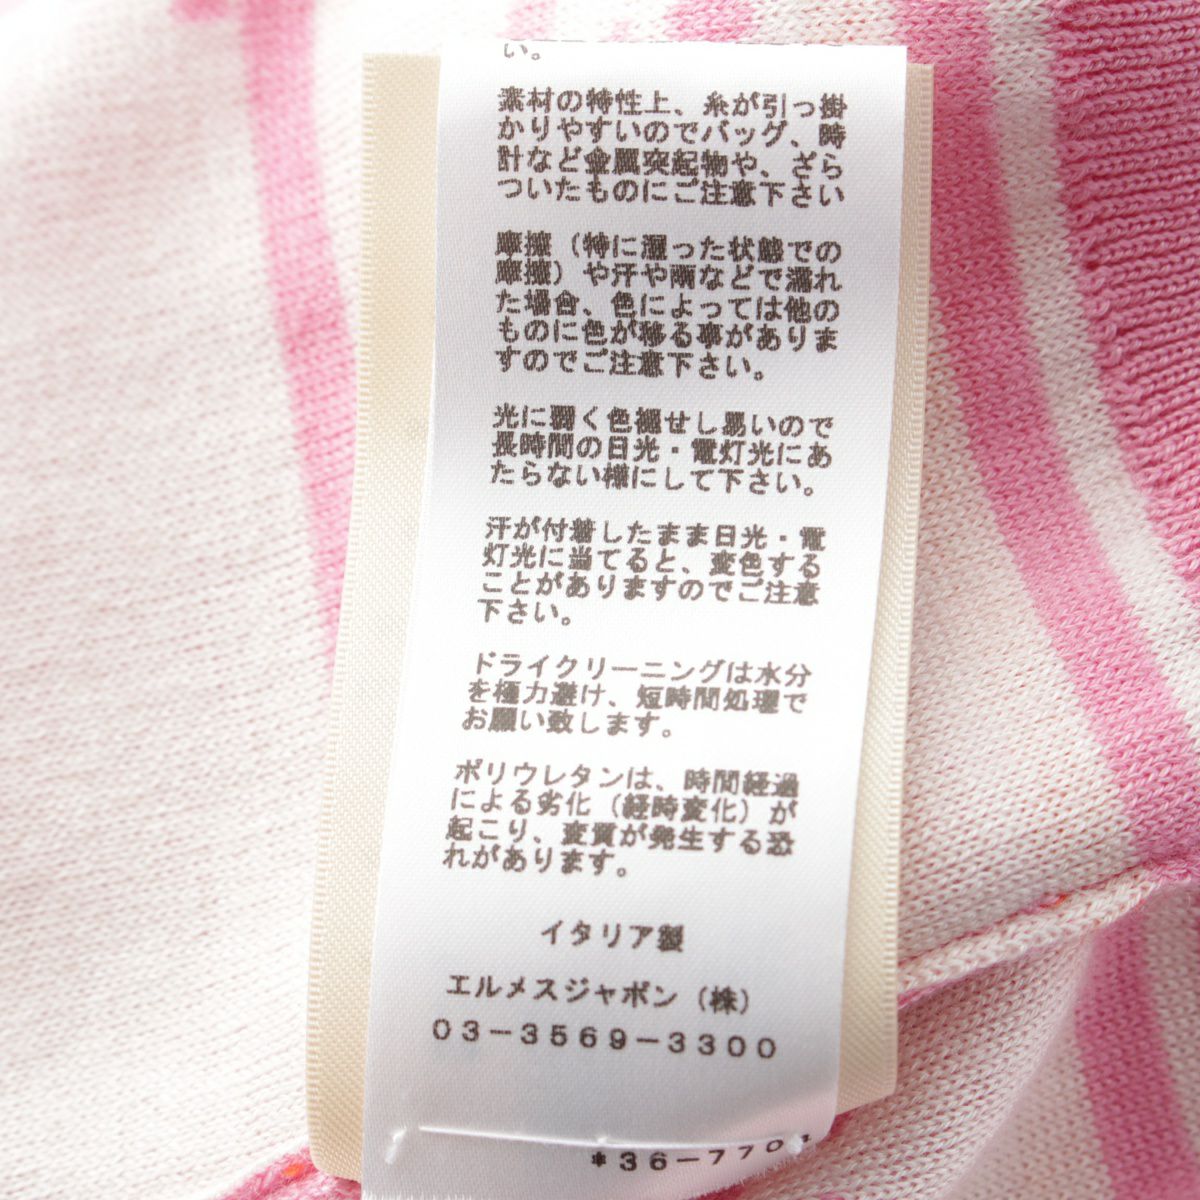 い。
素材の特性上、糸が引っ掛
かりやすいのでバッグ、時
計など金属突起物や、ざら
ついたものにご注意下さい
摩擦（特に湿った状態での
摩擦）や汗や雨などで濡れ
た場合、色によっては他の
ものに色が移る事がありま
すのでご注意下さい。
光に弱く色褪せし易いので
長時間の日光・電灯光にあ
たらない様にして下さい。
汗が付着したまま日光・電
灯光に当てると、変色する
ことがありますのでご注意
下さい。
ドライクリーニングは水分
を極力避け、短時間処理で
お願い致します。
ポリウレタンは、時間経過
による劣化（経時変化）が
起こり、変質が発生する恐
れがあります。
イタリア製
エルメスジャポン（株）
03-3569-3300